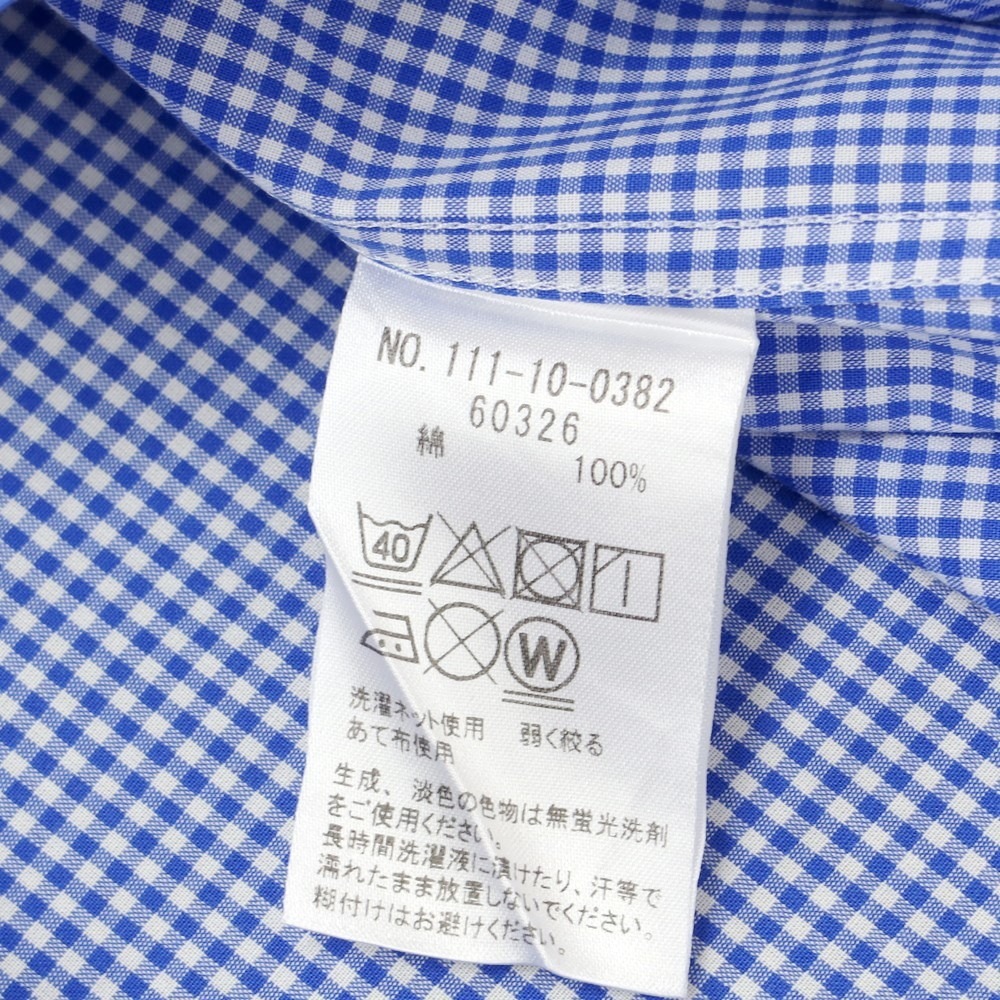 NO. 111-10-0382
60326
綿 100%
40
W
洗濯ネット使用 弱く絞る
あて布使用
生成、淡色の色物は無蛍光洗剤
をご使用ください。
長時間洗濯液に漬けたり、汗等で
濡れたまま放置しないでください。
糊付けはお避けください。